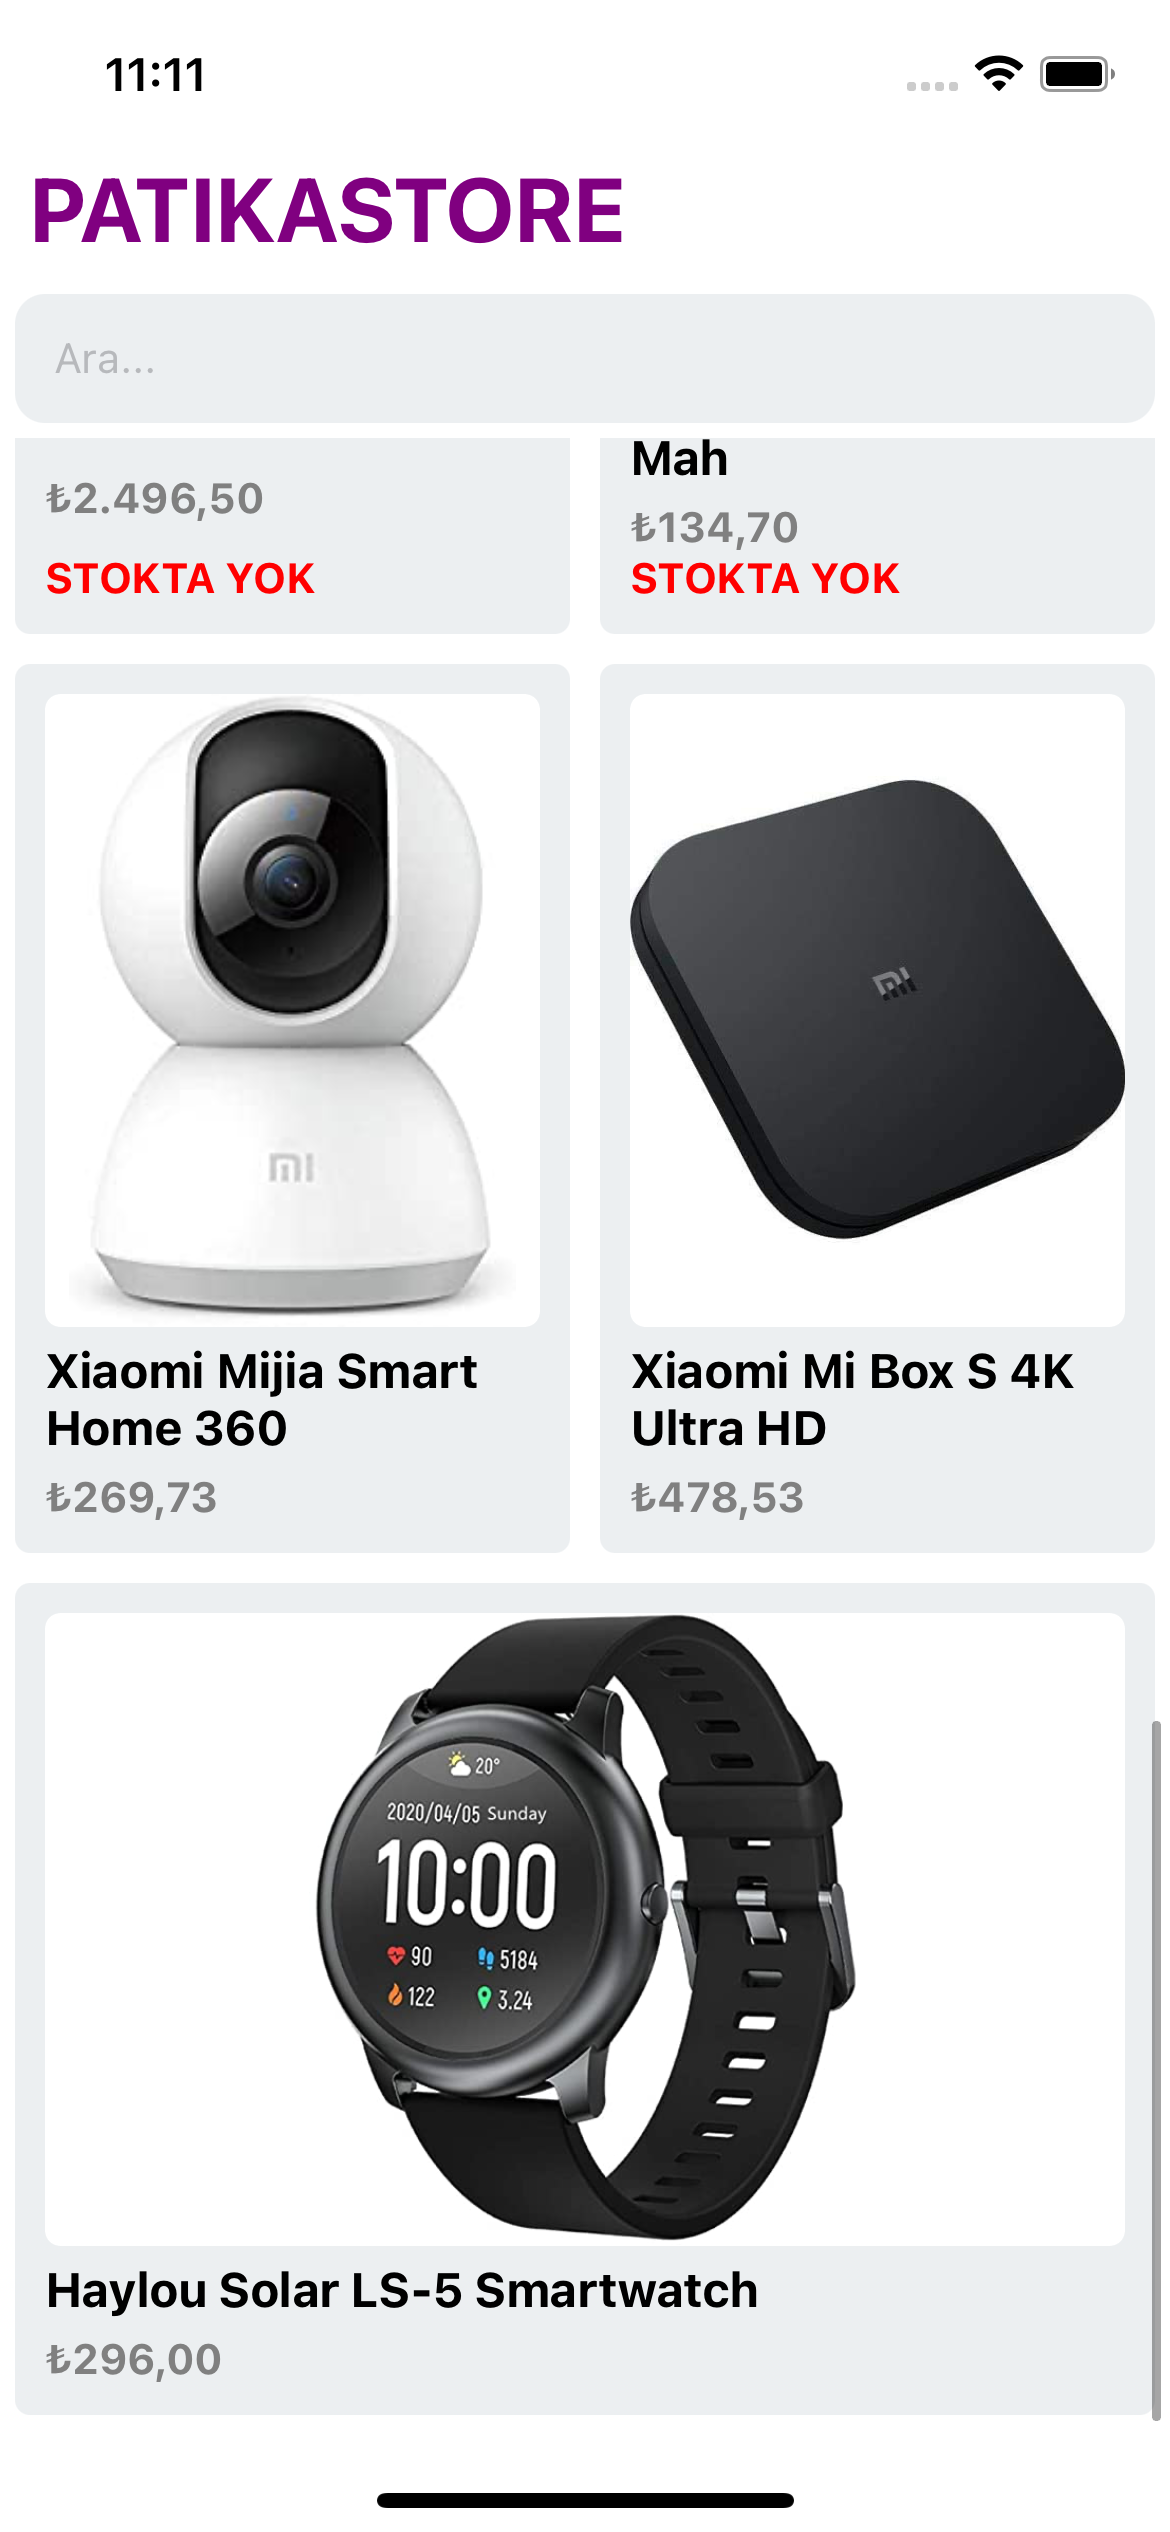 11:11
PATIKASTORE
Ara...
₺2.496,50
STOKTA YOK
Mah
₺134,70
STOKTA YOK
mi
Xiaomi Mijia Smart
Home 360
₺269,73
mi
Xiaomi Mi Box S 4K
Ultra HD
₺478,53
20°
2020/04/05 Sunday
10:00
90 5184
122 3.24
Haylou Solar LS-5 Smartwatch
₺296,00